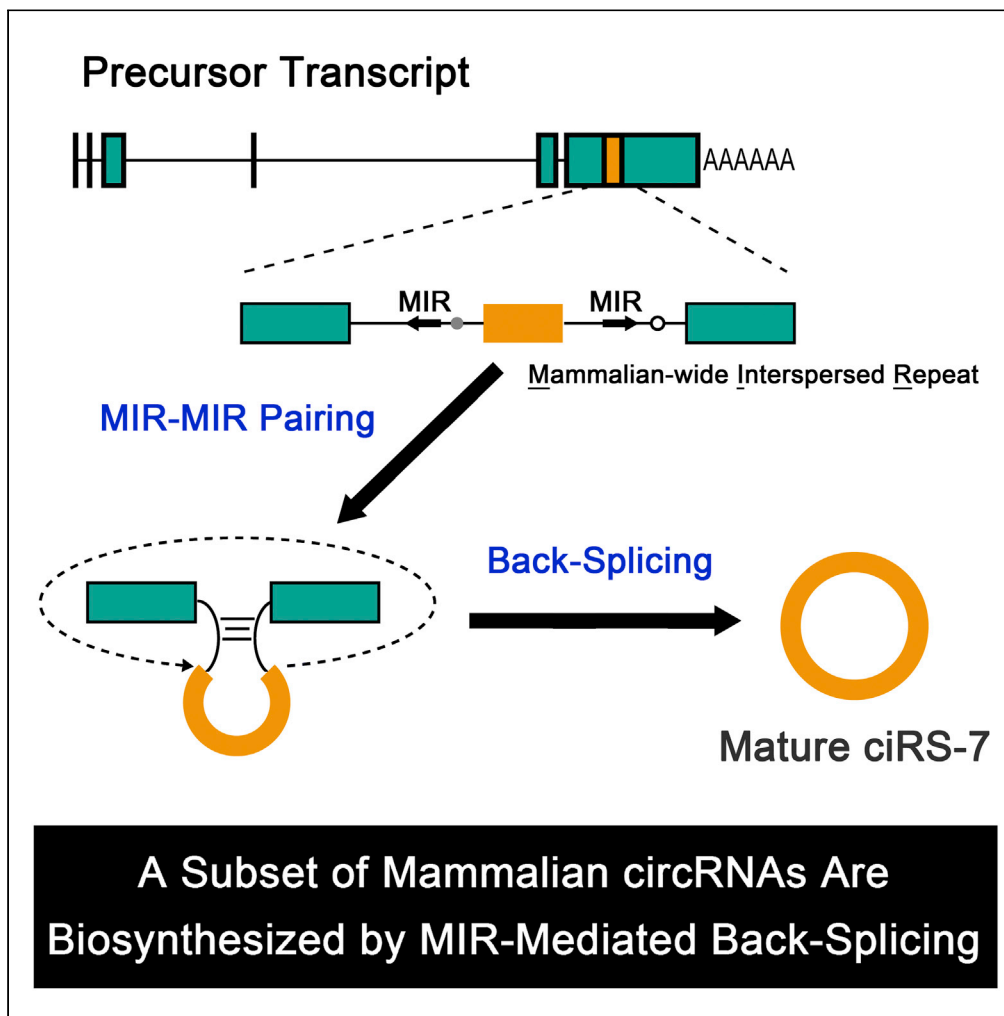 Precursor Transcript
AAAAAA
MIR MIR
Mammalian-wide Interspersed Repeat
MIR-MIR Pairing
Back-Splicing
Mature ciRS-7
A Subset of Mammalian circRNAs Are
Biosynthesized by MIR-Mediated Back-Splicing